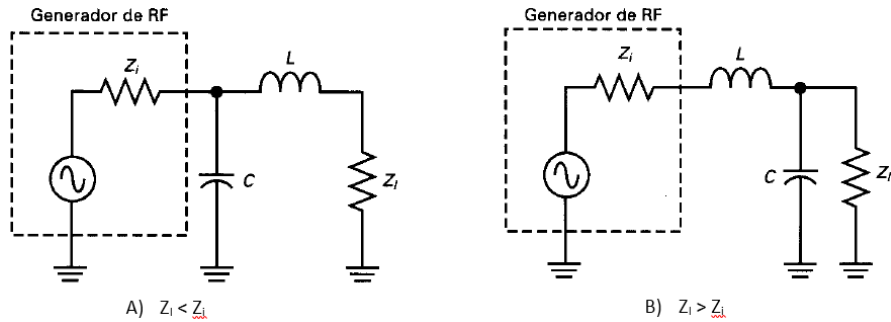 Generador de RF
Zi
L
C
Zl
A) Zl < Zi
Generador de RF
Zi
L
C
Zl
B) Zl > Zi